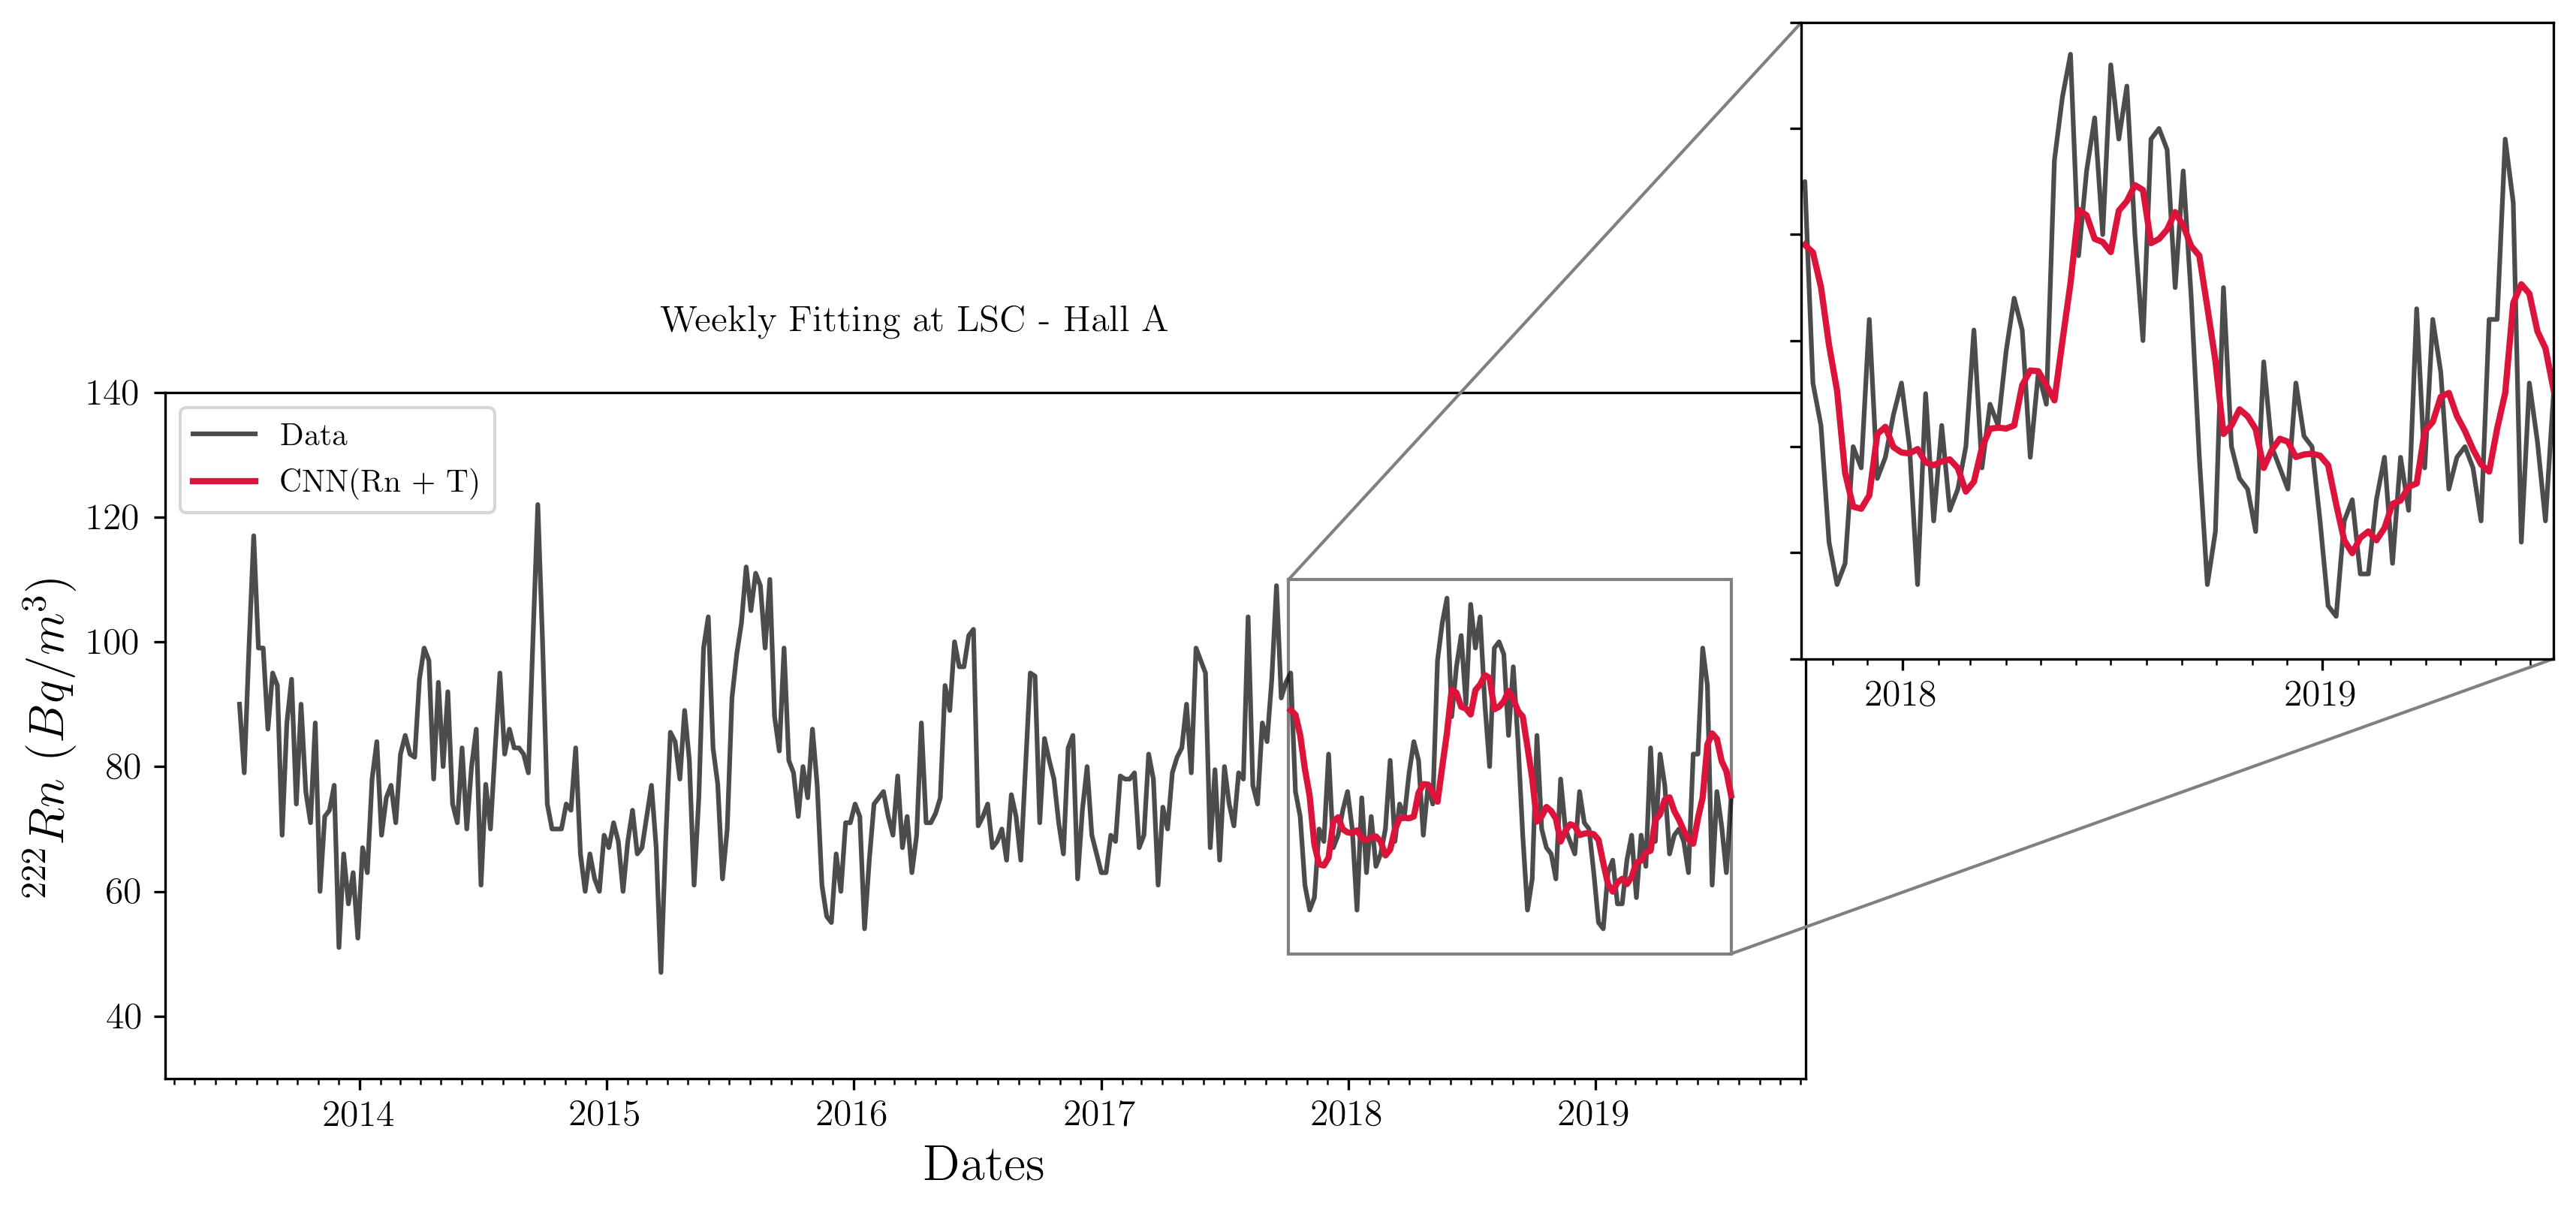 Weekly Fitting at LSC - Hall A
Data
CNN(Rn + T)
140
120
100
80
60
40
²²²Rn (Bq/m³)
2014 2015 2016 2017 2018 2019
Dates
2018 2019